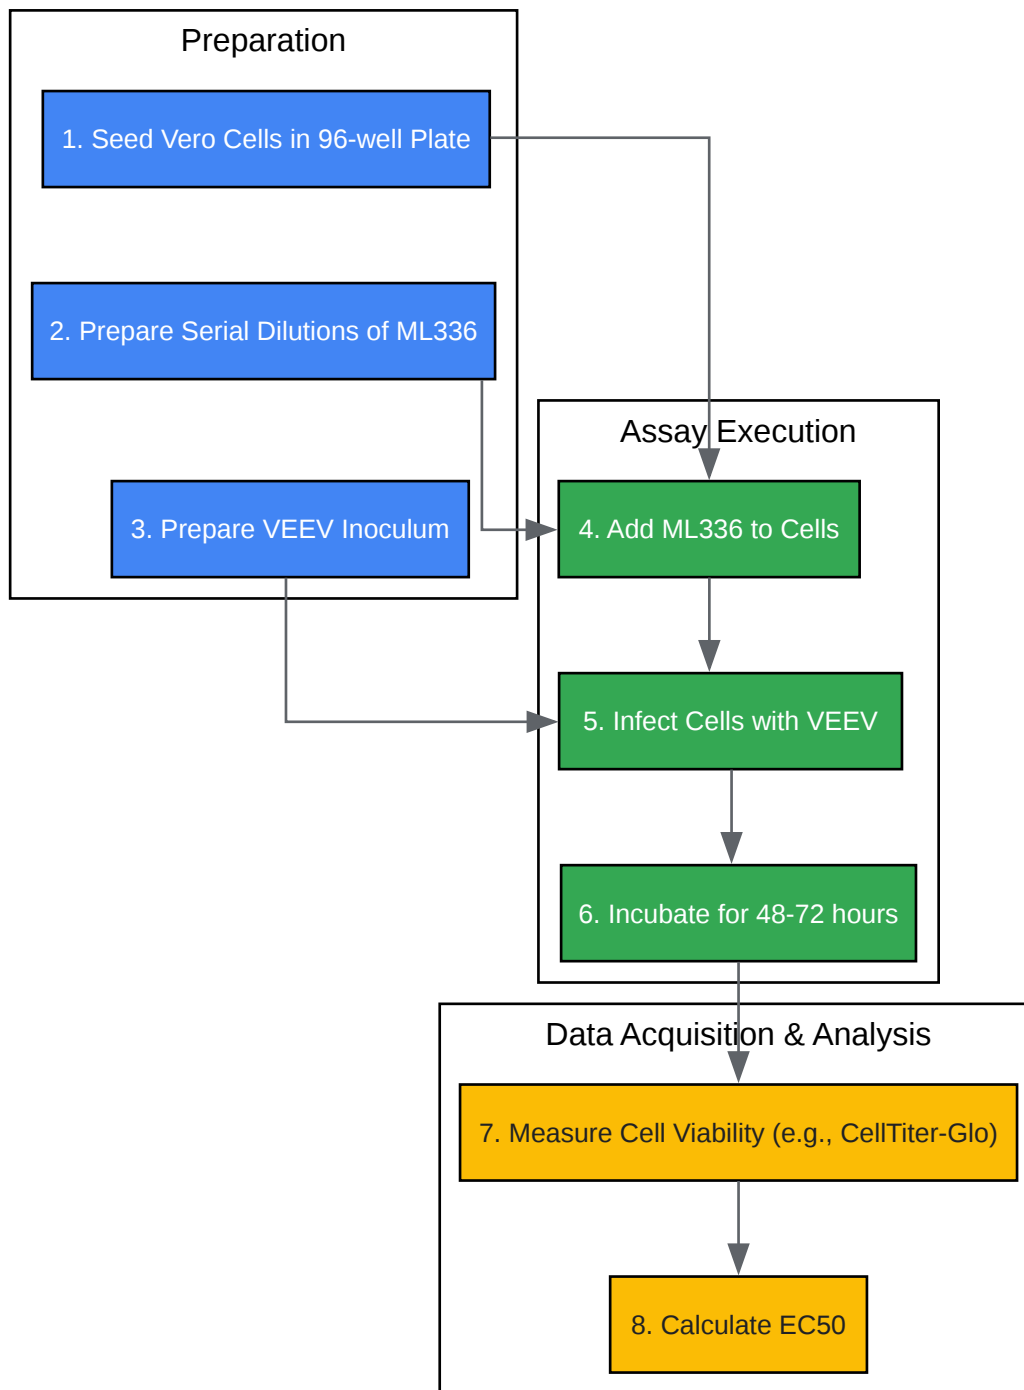 Preparation
1. Seed Vero Cells in 96-well Plate
2. Prepare Serial Dilutions of ML336
3. Prepare VEEV Inoculum
Assay Execution
4. Add ML336 to Cells
5. Infect Cells with VEEV
6. Incubate for 48-72 hours
Data Acquisition & Analysis
7. Measure Cell Viability (e.g., CellTiter-Glo)
8. Calculate EC50